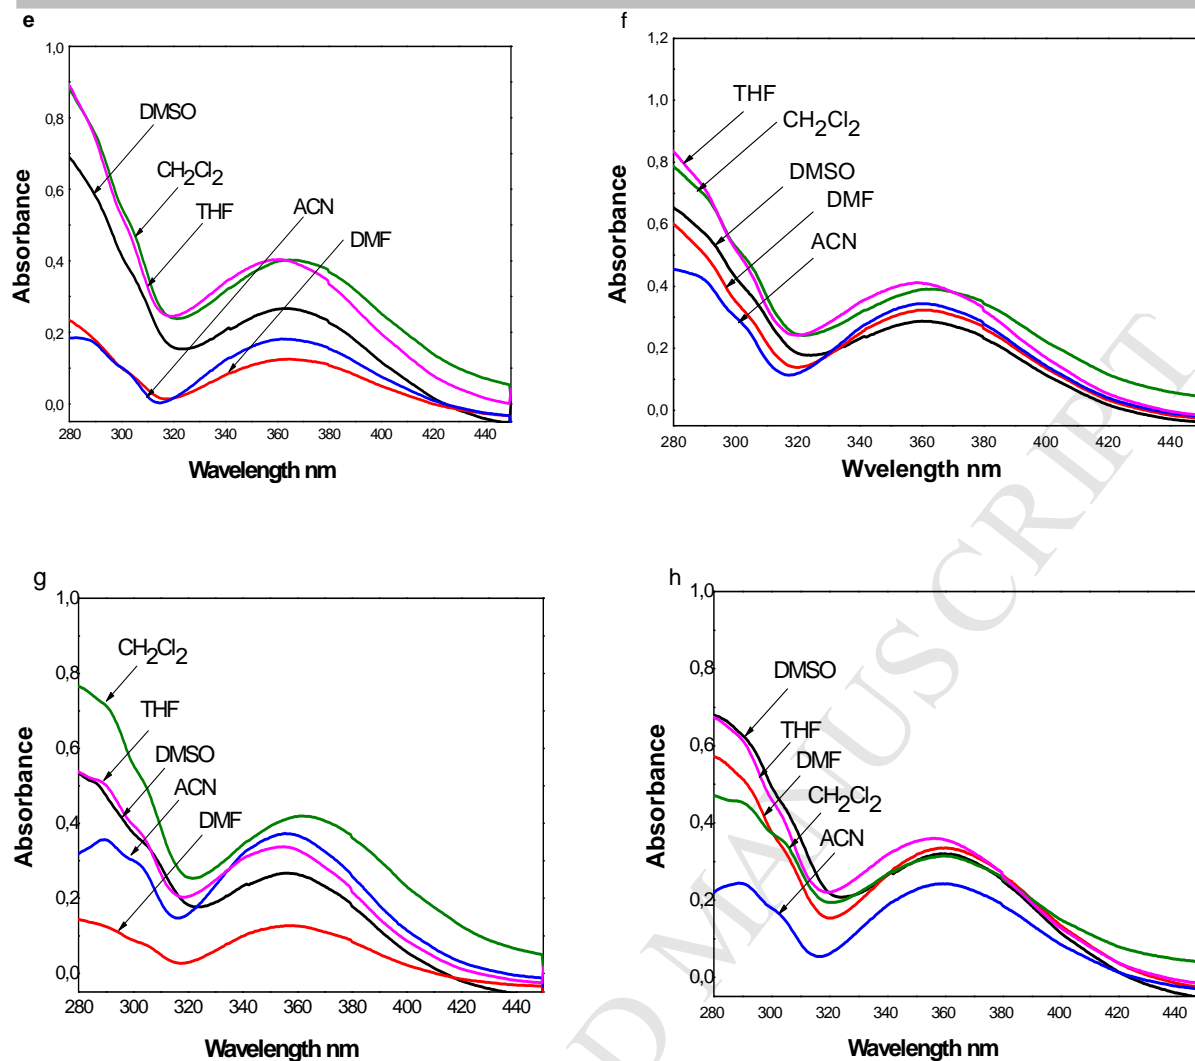 e
1,0
0,8
0,6
0,4
0,2
0,0
Absorbance
DMSO
CH2Cl2
THF
ACN
DMF
280 300 320 340 360 380 400 420 440
Wavelength nm
f
1,2
1,0
0,8
0,6
0,4
0,2
0,0
Absorbance
THF
CH2Cl2
DMSO
DMF
ACN
280 300 320 340 360 380 400 420 440
Wvelength nm
g
1,0
0,8
0,6
0,4
0,2
0,0
Absorbance
CH2Cl2
THF
DMSO
ACN
DMF
280 300 320 340 360 380 400 420 440
Wavelength nm
h
1,0
0,8
0,6
0,4
0,2
0,0
Absorbance
DMSO
THF
DMF
CH2Cl2
ACN
280 300 320 340 360 380 400 420 440
Wavelength nm
D MANUSCRIPT